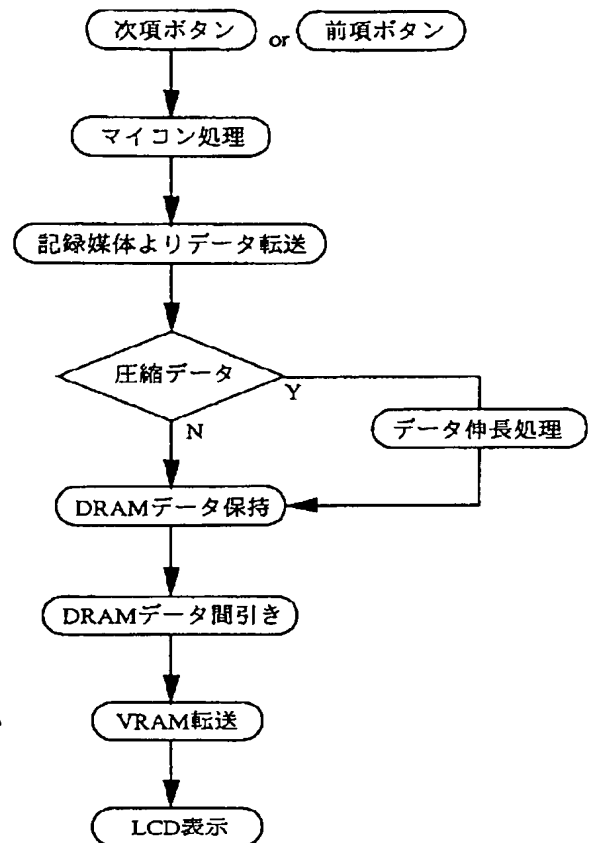 次項ボタン or 前項ボタン
マイコン処理
記録媒体よりデータ転送
圧縮データ
Y
データ伸長処理
N
DRAMデータ保持
DRAMデータ間引き
VRAM転送
LCD表示